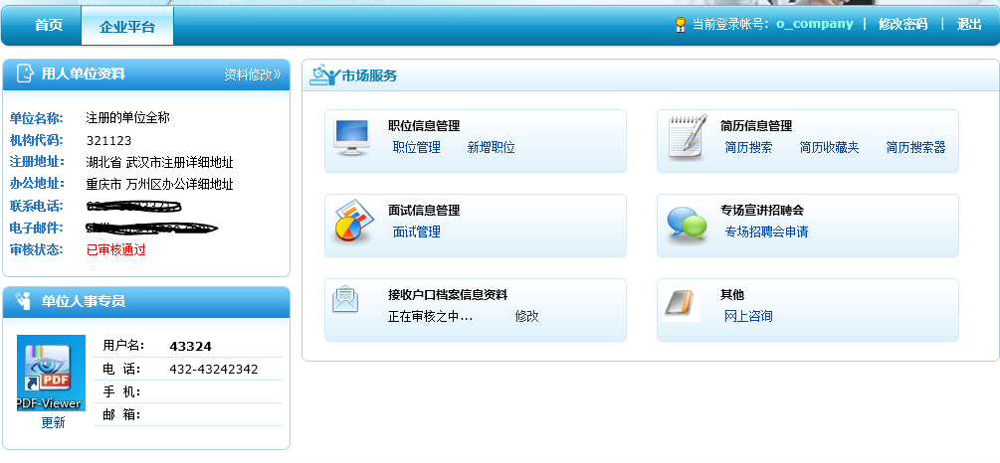 首页
企业平台
当前登录帐号：o_company | 修改密码 | 退出
用人单位资料
资料修改»
单位名称： 注册的单位全称
机构代码： 321123
注册地址： 湖北省 武汉市注册详细地址
办公地址： 重庆市 万州区办公详细地址
联系电话：
电子邮件：
审核状态： 已审核通过
单位人事专员
PDF
PDF-Viewer
更新
用户名： 43324
电 话： 432-43242342
手 机：
邮 箱：
市场服务
职位信息管理
职位管理 新增职位
简历信息管理
简历搜索 简历收藏夹 简历搜索器
面试信息管理
面试管理
专场宣讲招聘会
专场招聘会申请
接收户口档案信息资料
正在审核之中... 修改
其他
网上咨询